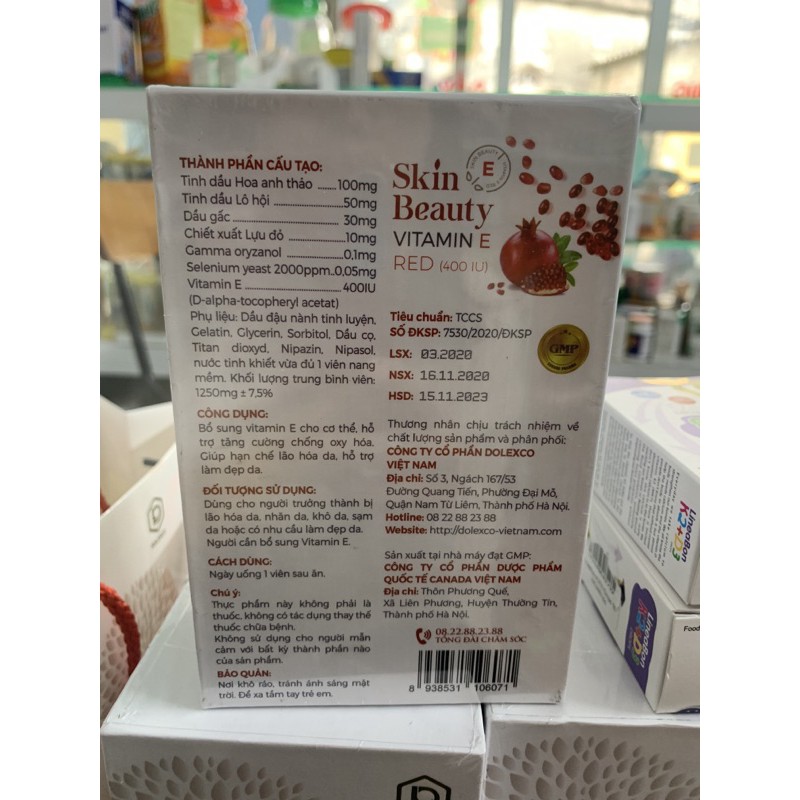 THÀNH PHẦN CẤU TẠO:
Tinh dầu Hoa anh thảo ......100mg
Tinh dầu Lô hội ......50mg
Dầu gấc ......30mg
Chiết xuất Lựu đỏ ......10mg
Gamma oryzanol ......0,1mg
Selenium yeast 2000ppm..0,05mg
Vitamin E ......400IU
(D-alpha-tocopheryl acetat)
Phụ liệu: Dầu đậu nành tinh luyện,
Gelatin, Glycerin, Sorbitol, Dầu cọ,
Titan dioxyd, Nipazin, Nipasol,
nước tinh khiết vừa đủ 1 viên nang
mềm. Khối lượng trung bình viên:
1250mg ± 7,5%
CÔNG DỤNG:
Bổ sung vitamin E cho cơ thể, hỗ
trợ tăng cường chống oxy hóa.
Giúp hạn chế lão hóa da, hỗ trợ
làm đẹp da.
ĐỐI TƯỢNG SỬ DỤNG:
Dùng cho người trưởng thành bị
lão hóa da, nhăn da, khô da, sạm
da hoặc có nhu cầu làm đẹp da.
Người cần bổ sung Vitamin E.
CÁCH DÙNG:
Ngày uống 1 viên sau ăn.
Chú ý:
Thực phẩm này không phải là
thuốc, không có tác dụng thay thế
thuốc chữa bệnh.
Không sử dụng cho người mẫn
cảm với bất kỳ thành phần nào
của sản phẩm.
BẢO QUẢN:
Nơi khô ráo, tránh ánh sáng mặt
trời. Để xa tầm tay trẻ em.
Skin
Beauty
VITAMIN E
RED (400 IU)
E
Tiêu chuẩn: TCCS
SỐ ĐKSP: 7530/2020/ĐKSP
LSX: 03.2020
NSX: 16.11.2020
HSD: 15.11.2023
GMP
Thương nhân chịu trách nhiệm về
chất lượng sản phẩm và phân phối:
CÔNG TY CỔ PHẦN DOLEXCO
VIỆT NAM
Địa chỉ: Số 3, Ngách 167/53
Đường Quang Tiến, Phường Đại Mỗ,
Quận Nam Từ Liêm, Thành phố Hà Nội.
Hotline: 08 22 88 23 88
Website: http://dolexco-vietnam.com
Sản xuất tại nhà máy đạt GMP:
CÔNG TY CỔ PHẦN DƯỢC PHẨM
QUỐC TẾ CANADA VIỆT NAM
Địa chỉ: Thôn Phương Quế,
Xã Liên Phương, Huyện Thường Tín,
Thành phố Hà Nội.
08.22.88.23.88
TỔNG ĐÀI CHĂM SÓC
8 938531 106071
LineaBon
K2+D3
LineaBon
Food